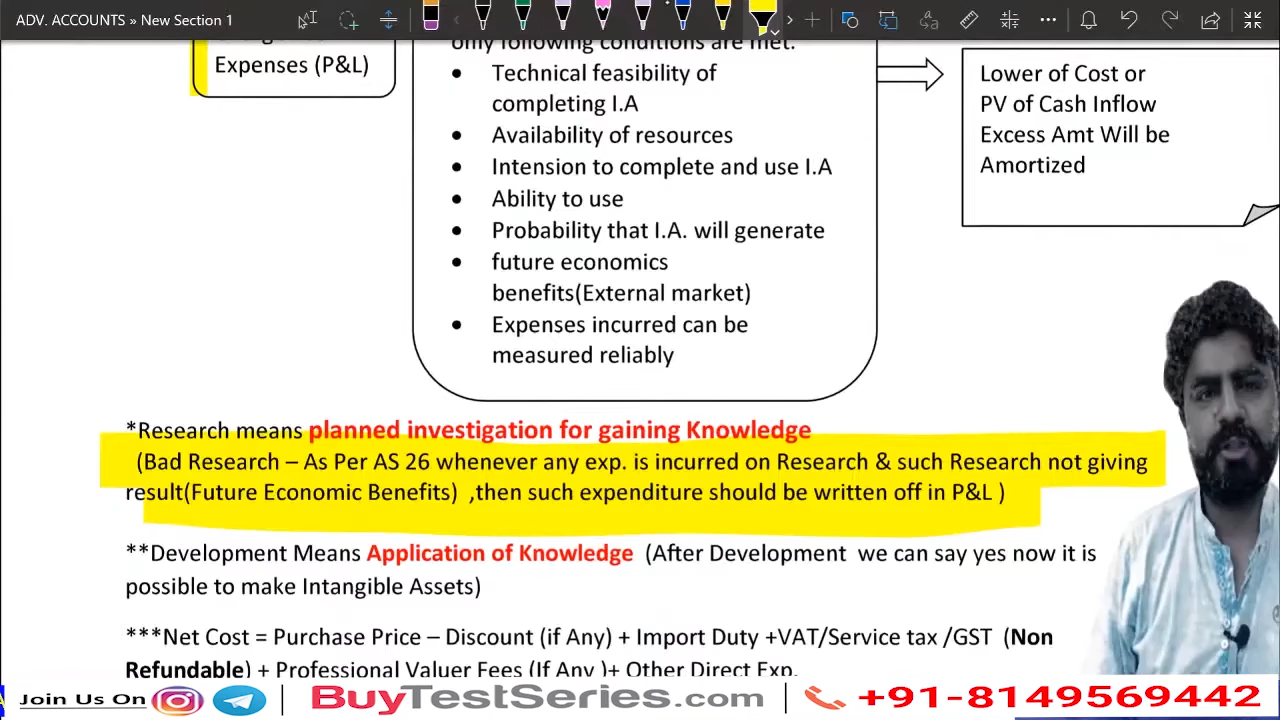 ADV. ACCOUNTS » New Section 1
Expenses (P&L)
only following conditions are met.
• Technical feasibility of
completing I.A
• Availability of resources
• Intension to complete and use I.A
• Ability to use
• Probability that I.A. will generate
• future economics
benefits(External market)
• Expenses incurred can be
measured reliably
Lower of Cost or
PV of Cash Inflow
Excess Amt Will be
Amortized
*Research means planned investigation for gaining Knowledge
(Bad Research – As Per AS 26 whenever any exp. is incurred on Research & such Research not giving
result(Future Economic Benefits) ,then such expenditure should be written off in P&L )
**Development Means Application of Knowledge (After Development we can say yes now it is
possible to make Intangible Assets)
***Net Cost = Purchase Price – Discount (if Any) + Import Duty +VAT/Service tax /GST (Non
Refundable) + Professional Valuer Fees (If Any )+ Other Direct Exp.
Join Us On
BuyTestSeries.com
+91-8149569442